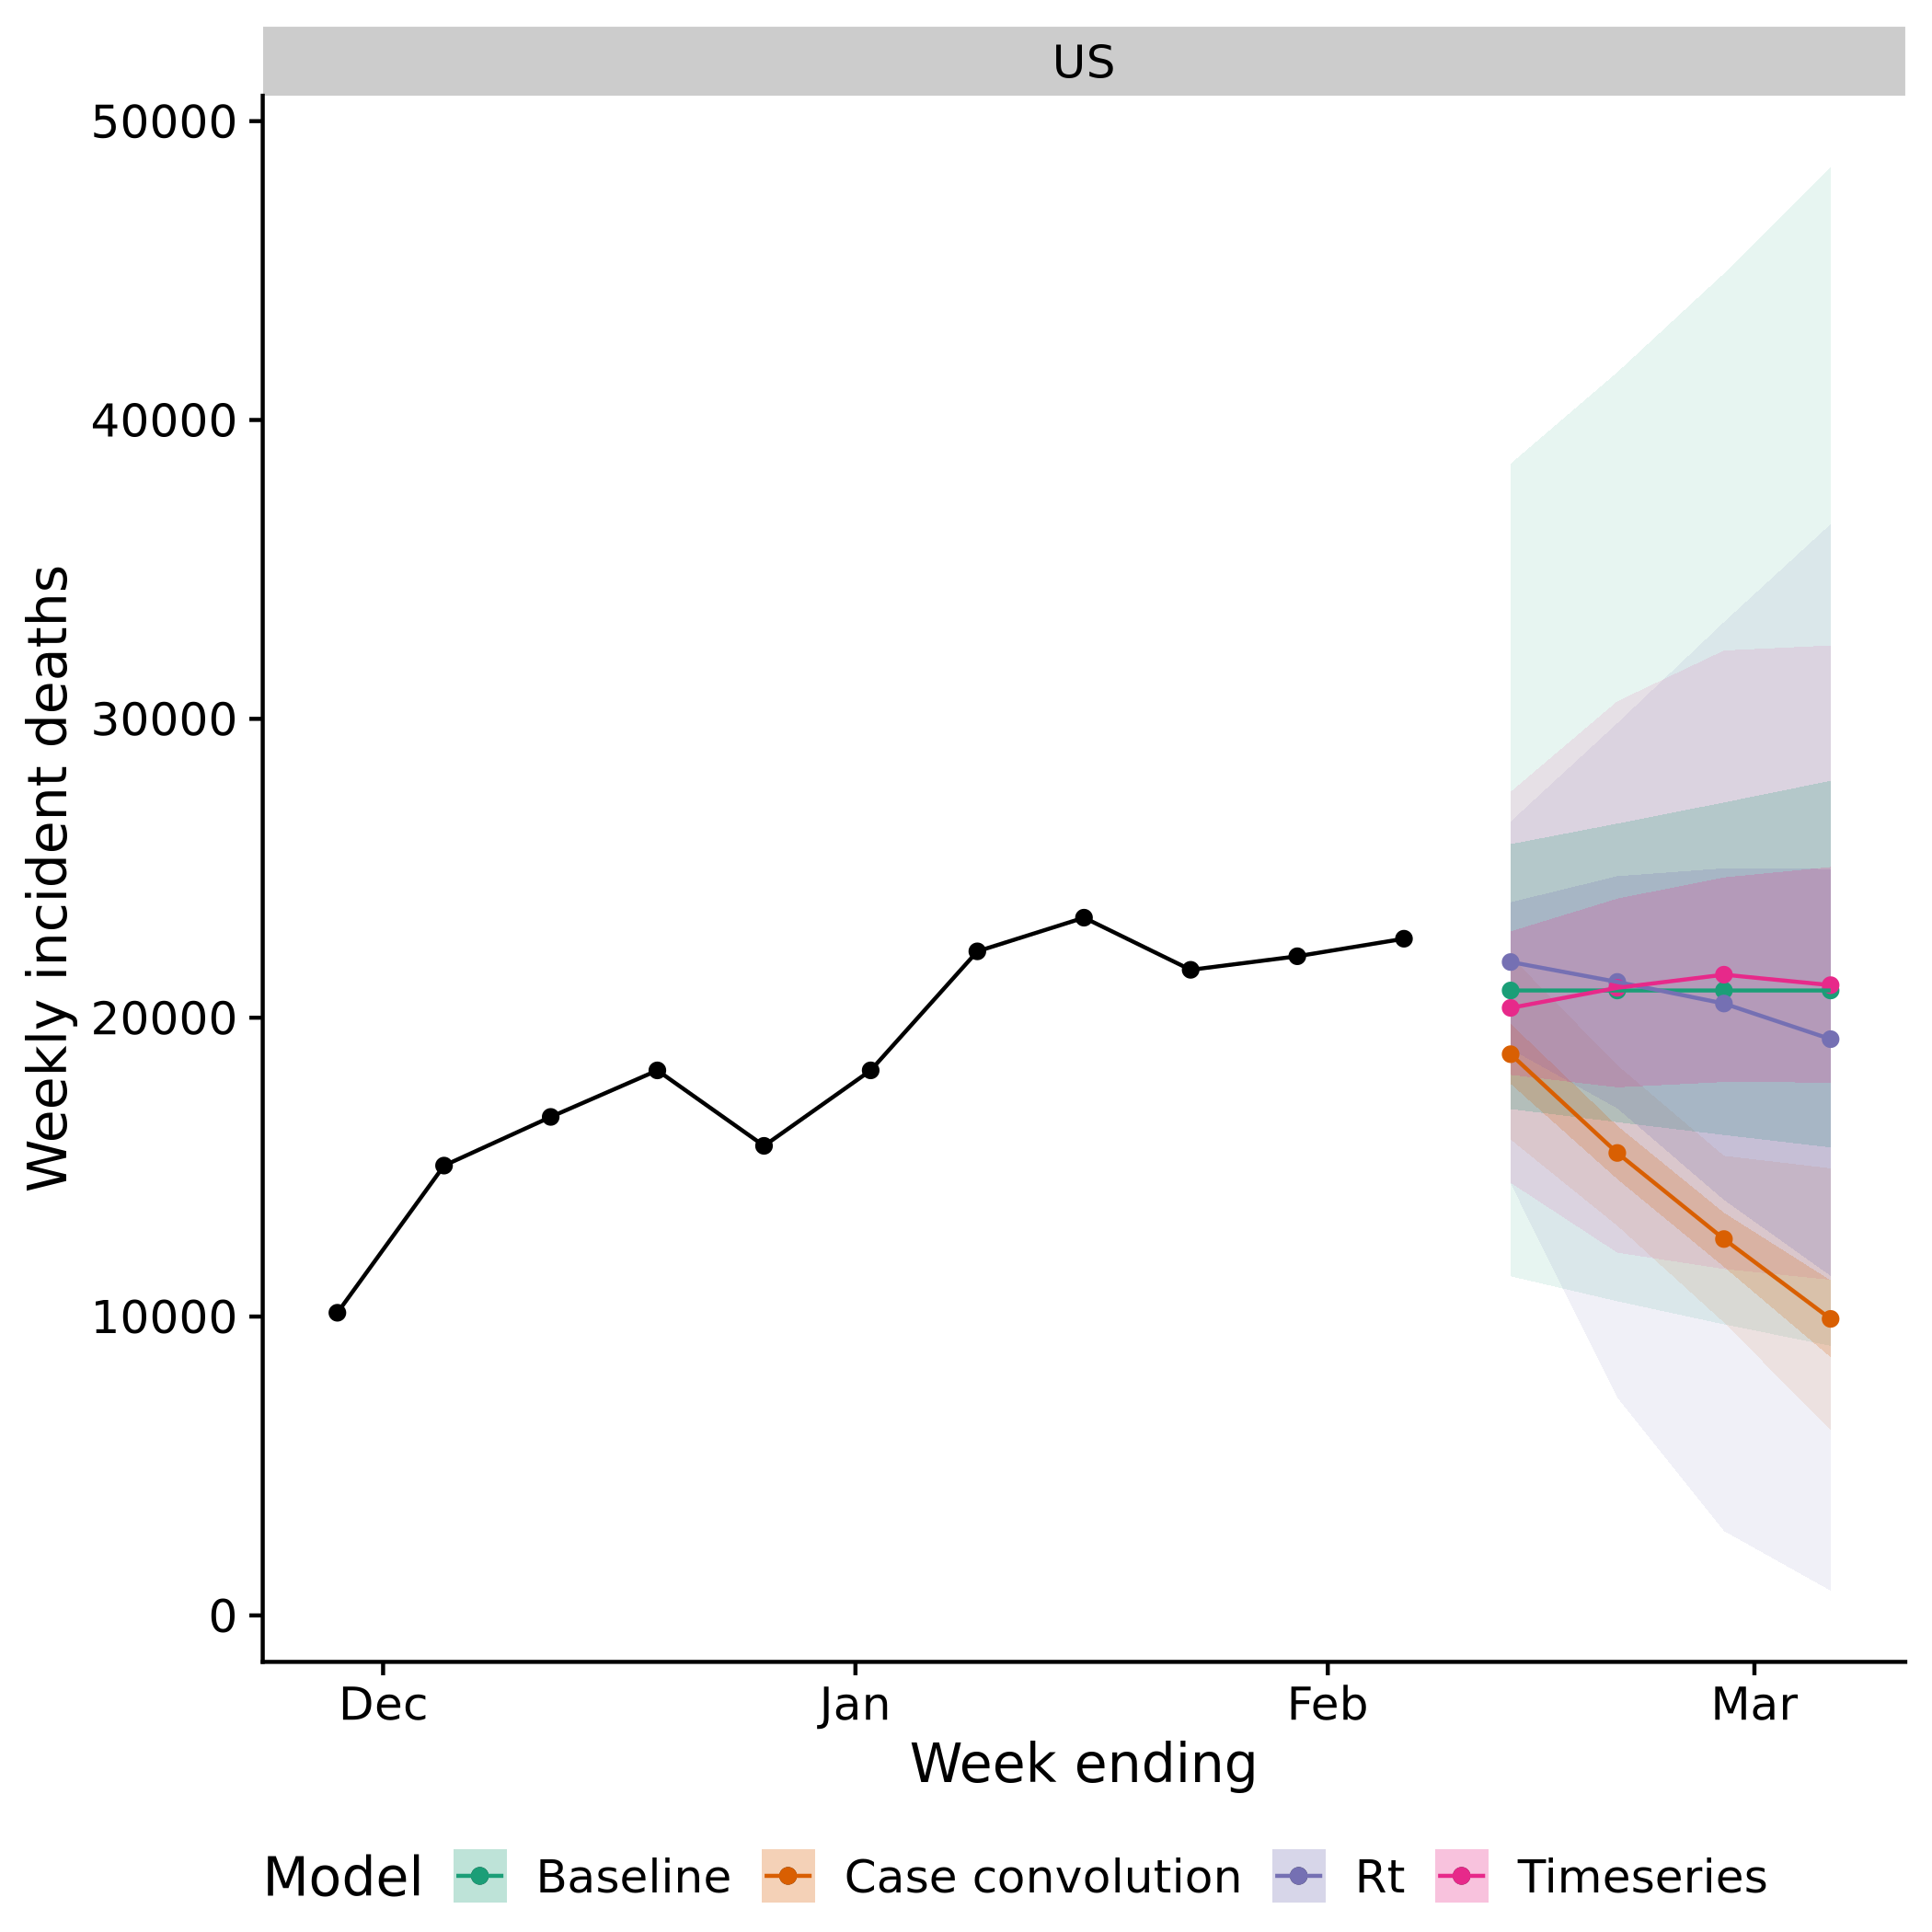 US
50000
40000
30000
20000
10000
0
Weekly incident deaths
Dec Jan Feb Mar
Week ending
Model Baseline Case convolution Rt Timeseries